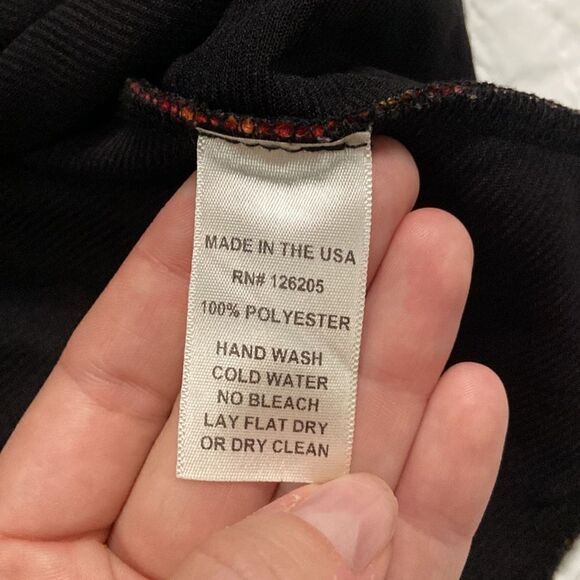 MADE IN THE USA
RN# 126205
100% POLYESTER
HAND WASH
COLD WATER
NO BLEACH
LAY FLAT DRY
OR DRY CLEAN